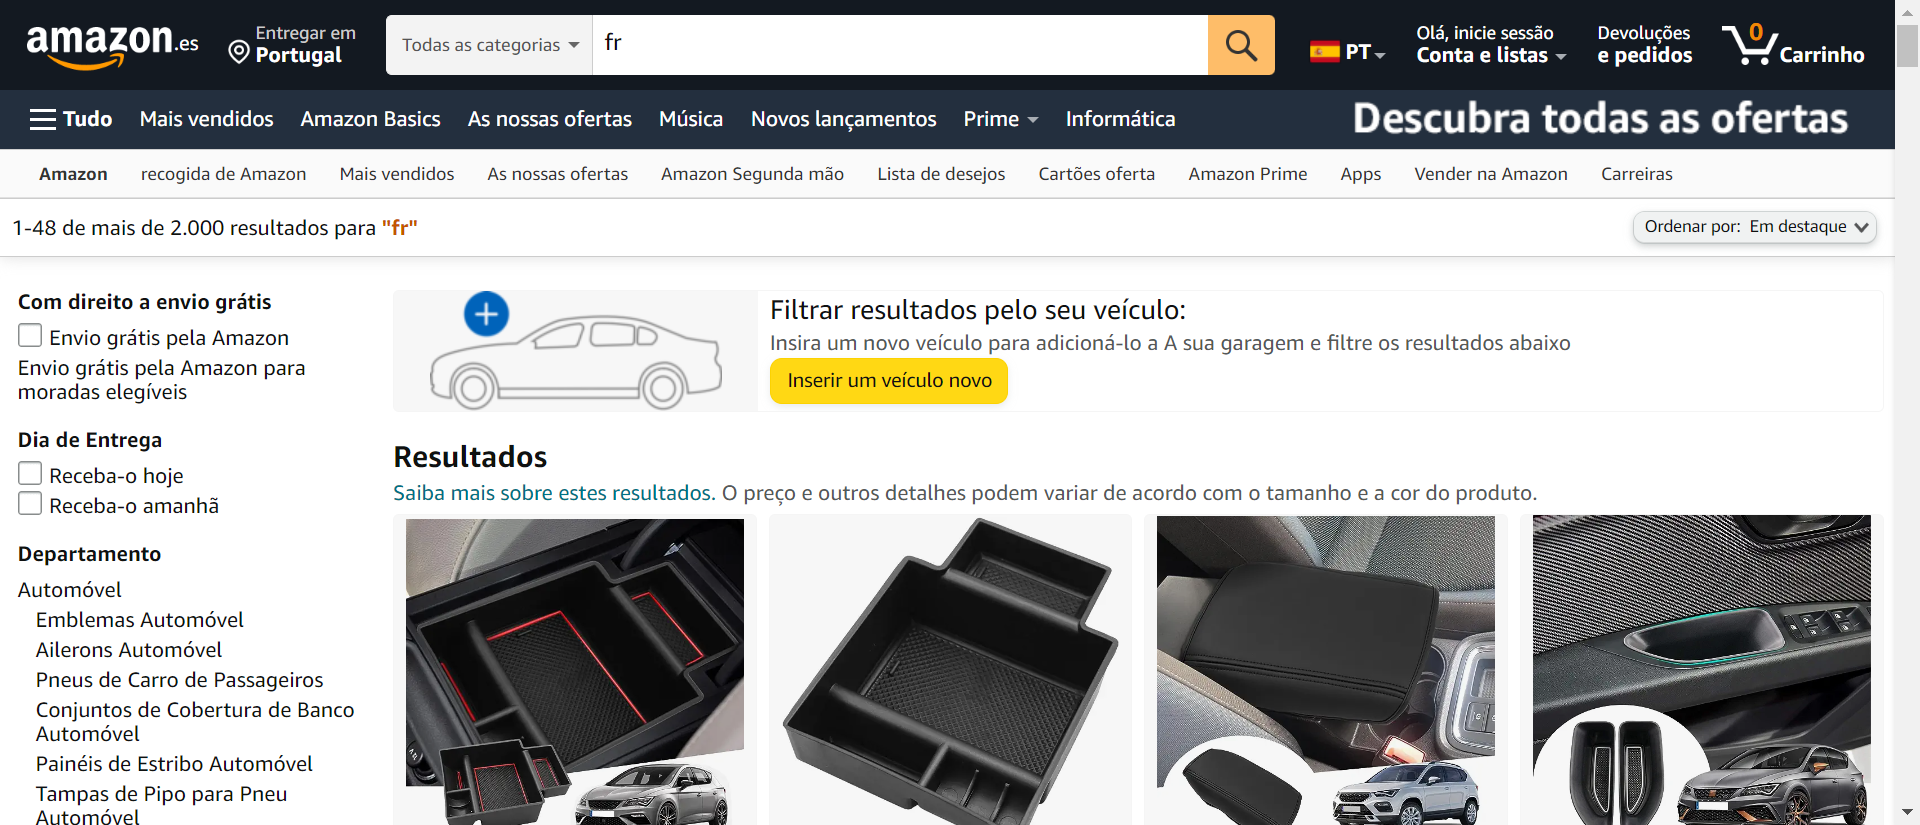 amazon.es
Entregar em
Portugal
Todas as categorias
fr
PT
Olá, inicie sessão
Conta e listas
Devoluções
e pedidos
0
Carrinho
Tudo
Mais vendidos
Amazon Basics
As nossas ofertas
Música
Novos lançamentos
Prime
Informática
Descubra todas as ofertas
Amazon
recogida de Amazon
Mais vendidos
As nossas ofertas
Amazon Segunda mão
Lista de desejos
Cartões oferta
Amazon Prime
Apps
Vender na Amazon
Carreiras
1-48 de mais de 2.000 resultados para "fr"
Ordenar por: Em destaque
Com direito a envio grátis
Envio grátis pela Amazon
Envio grátis pela Amazon para
moradas elegíveis
Dia de Entrega
Receba-o hoje
Receba-o amanhã
Departamento
Automóvel
Emblemas Automóvel
Ailerons Automóvel
Pneus de Carro de Passageiros
Conjuntos de Cobertura de Banco
Automóvel
Painéis de Estribo Automóvel
Tampas de Pipo para Pneu
Automóvel
Filtrar resultados pelo seu veículo:
Insira um novo veículo para adicioná-lo a A sua garagem e filtre os resultados abaixo
Inserir um veículo novo
Resultados
Saiba mais sobre estes resultados. O preço e outros detalhes podem variar de acordo com o tamanho e a cor do produto.